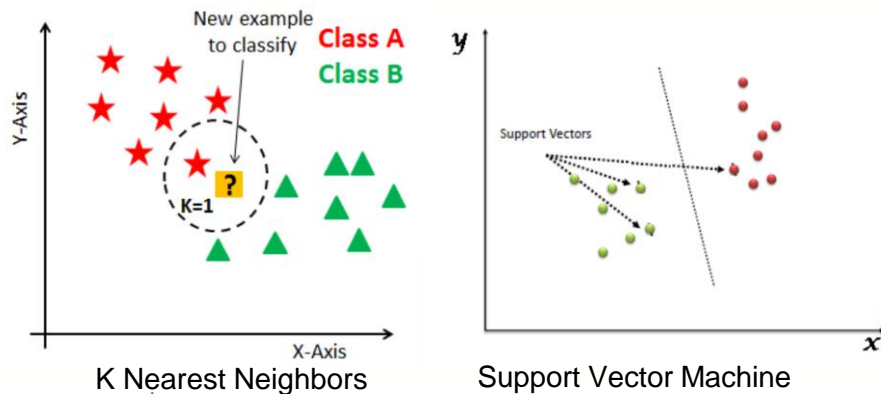 New example
to classify
Class A
Class B
Y-Axis
?
K=1
X-Axis
K Nearest Neighbors
y
Support Vectors
x
Support Vector Machine